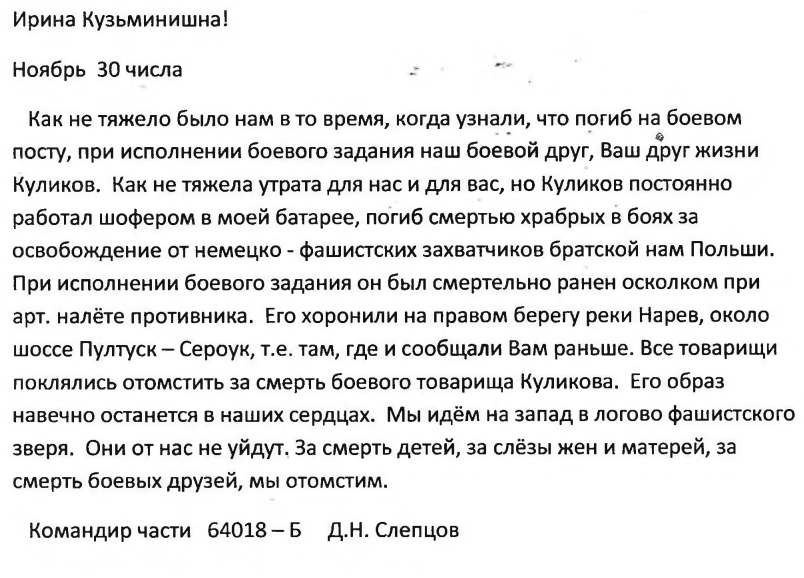 Ирина Кузьминишна!
Ноябрь 30 числа
Как не тяжело было нам в то время, когда узнали, что погиб на боевом
посту, при исполнении боевого задания наш боевой друг, Ваш друг жизни
Куликов. Как не тяжела утрата для нас и для вас, но Куликов постоянно
работал шофером в моей батарее, погиб смертью храбрых в боях за
освобождение от немецко - фашистских захватчиков братской нам Польши.
При исполнении боевого задания он был смертельно ранен осколком при
арт. налёте противника. Его хоронили на правом берегу реки Нарев, около
шоссе Пултуск – Сероук, т.е. там, где и сообщали Вам раньше. Все товарищи
поклялись отомстить за смерть боевого товарища Куликова. Его образ
навечно останется в наших сердцах. Мы идём на запад в логово фашистского
зверя. Они от нас не уйдут. За смерть детей, за слёзы жен и матерей, за
смерть боевых друзей, мы отомстим.
Командир части 64018 – Б Д.Н. Слепцов